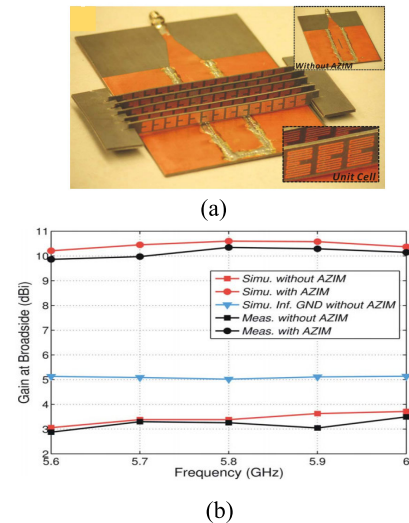 Without AZIM
Unit Cell
(a)
Gain at Broadside (dBi)
11
10
9
8
7
6
5
4
3
2
Simu. without AZIM
Simu. with AZIM
Simu. Inf. GND without AZIM
Meas. without AZIM
Meas. with AZIM
5.6 5.7 5.8 5.9 6
Frequency (GHz)
(b)